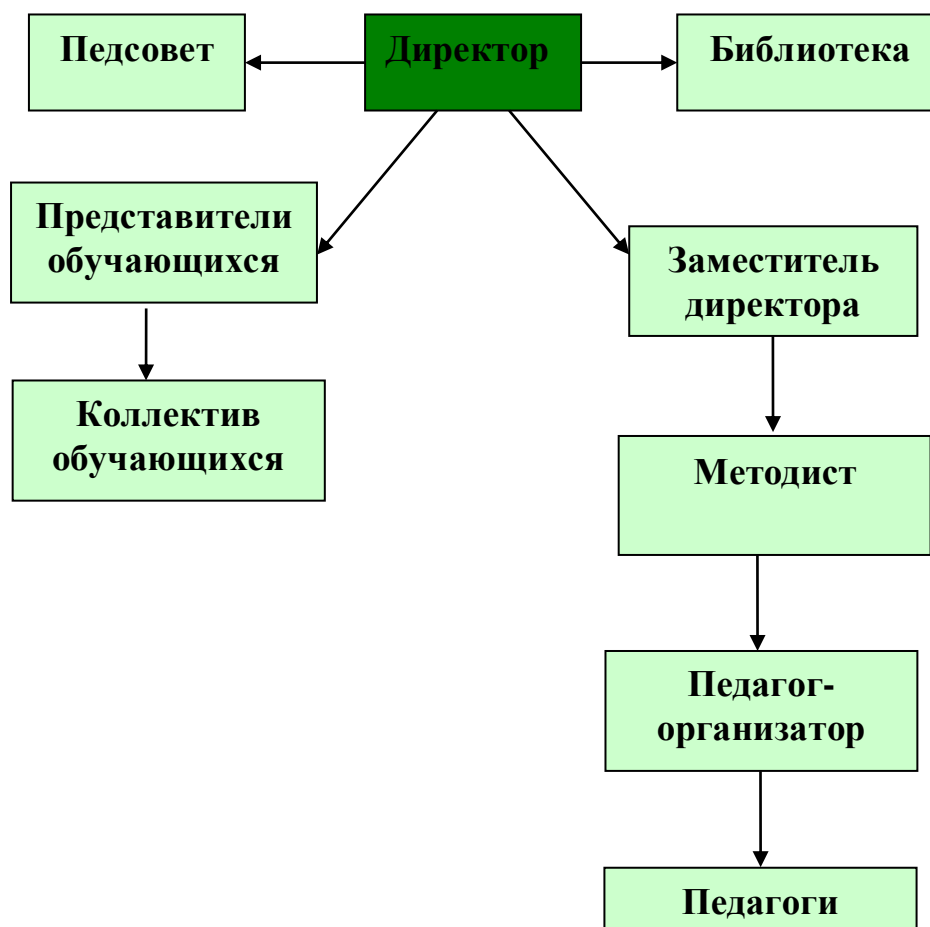 Педсовет
Директор
Библиотека
Представители
обучающихся
Заместитель
директора
Коллектив
обучающихся
Методист
Педагог-
организатор
Педагоги